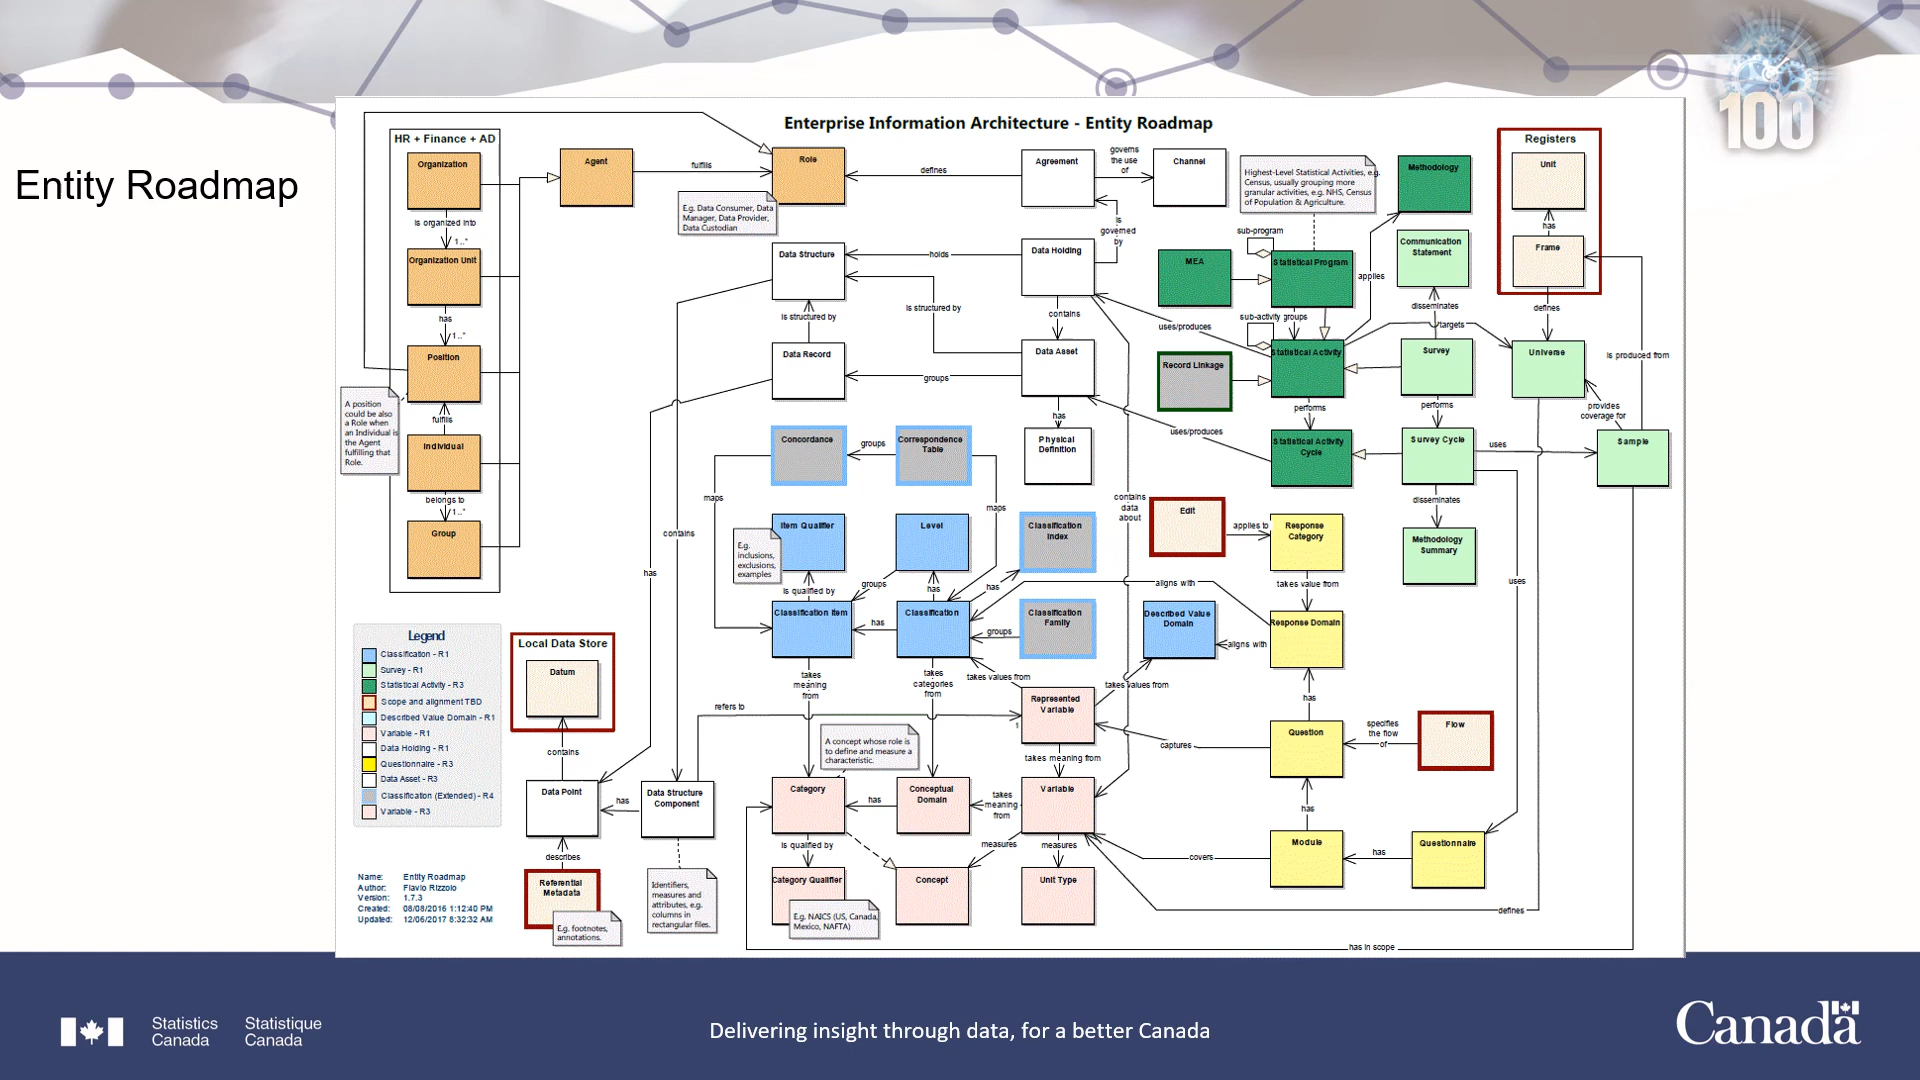 100
Entity Roadmap
Enterprise Information Architecture - Entity Roadmap
HR + Finance + AD
Organization
is organized into
1..*
Organization Unit
has
1..*
Position
fulfills
Individual
belongs to
1..*
Group
A position
could be also
a Role when
an Individual is
the Agent
fulfilling that
Role.
Agent
fulfills
Role
E.g. Data Consumer, Data
Manager, Data Provider,
Data Custodian
defines
Agreement
governs
the use
of
Channel
is
governed
by
Data Structure
holds
Data Holding
is structured by
is structured by
contains
Data Record
groups
Data Asset
has
Physical
Definition
Highest-Level Statistical Activities, e.g.
Census, usually grouping more
granular activities, e.g. NHS, Census
of Population & Agriculture.
Methodology
Registers
Unit
has
Frame
defines
sub-program
MEA
Statistical Program
applies
Communication
Statement
disseminates
uses/produces
sub-activity groups
targets
Record Linkage
Statistical Activity
Survey
Universe
is produced from
performs
performs
provides
coverage for
uses/produces
Statistical Activity
Cycle
Survey Cycle
uses
Sample
disseminates
Methodology
Summary
uses
Concordance
groups
Correspondence
Table
maps
maps
contains
data
about
Edit
applies to
Response
Category
takes value from
E.g.
inclusions,
exclusions,
examples
Item Qualifier
Level
Classification
Index
contains
has
is qualified by
groups
has
has
aligns with
Classification Item
has
Classification
groups
Classification
Family
Described Value
Domain
aligns with
Response Domain
takes
meaning
from
takes
categories
from
takes values from
takes values from
has
Legend
Classification - R1
Survey - R1
Statistical Activity - R3
Scope and alignment TBD
Described Value Domain - R1
Variable - R1
Data Holding - R1
Questionnaire - R3
Data Asset - R3
Classification (Extended) - R4
Variable - R3
Local Data Store
Datum
contains
refers to
Represented
Variable
1
A concept whose role is
to define and measure a
characteristic.
takes meaning from
captures
Question
specifies
the flow
of
Flow
has
Data Point
has
Data Structure
Component
Category
has
Conceptual
Domain
takes
meaning
from
Variable
describes
is qualified by
measures
measures
covers
Module
has
Questionnaire
Referential
Metadata
E.g. footnotes,
annotations.
Identifiers,
measures and
attributes, e.g.
columns in
rectangular files.
Category Qualifier
E.g. NAICS (US, Canada,
Mexico, NAFTA)
Concept
Unit Type
defines
has in scope
Name: Entity Roadmap
Author: Flavio Rizzolo
Version: 1.7.3
Created: 08/08/2016 1:12:40 PM
Updated: 12/06/2017 8:32:32 AM
Statistics Statistique
Canada Canada
Delivering insight through data, for a better Canada
Canada